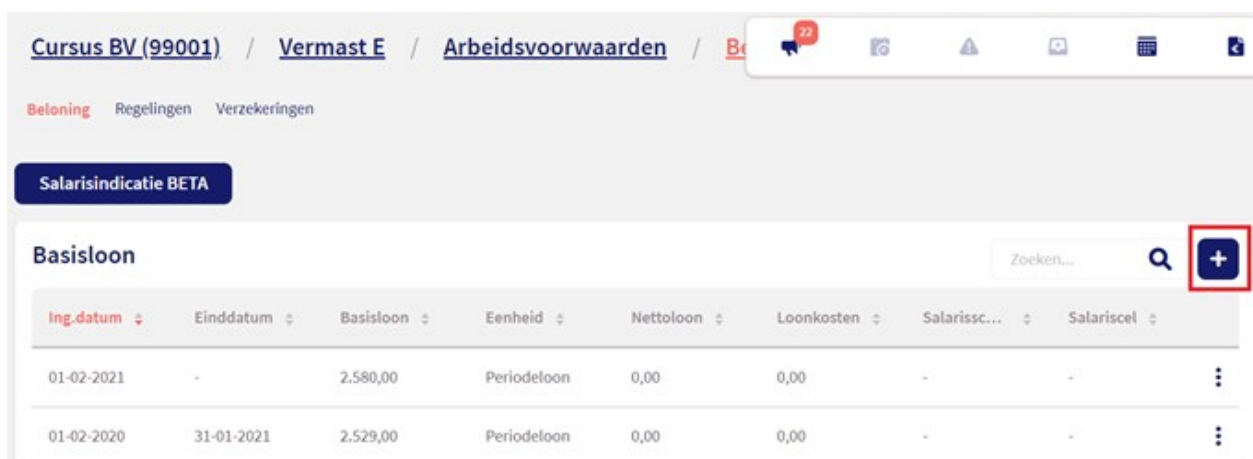 Cursus BV (99001) / Vermast E / Arbeidsvoorwaarden / Be
22
Beloning Regelingen Verzekeringen
Salarisindicatie BETA
Basisloon
Zoeken...
Ing.datum Einddatum Basisloon Eenheid Nettoloon Loonkosten Salarissc... Salariscel
01-02-2021 - 2.580,00 Periodeloon 0,00 0,00 - -
01-02-2020 31-01-2021 2.529,00 Periodeloon 0,00 0,00 - -